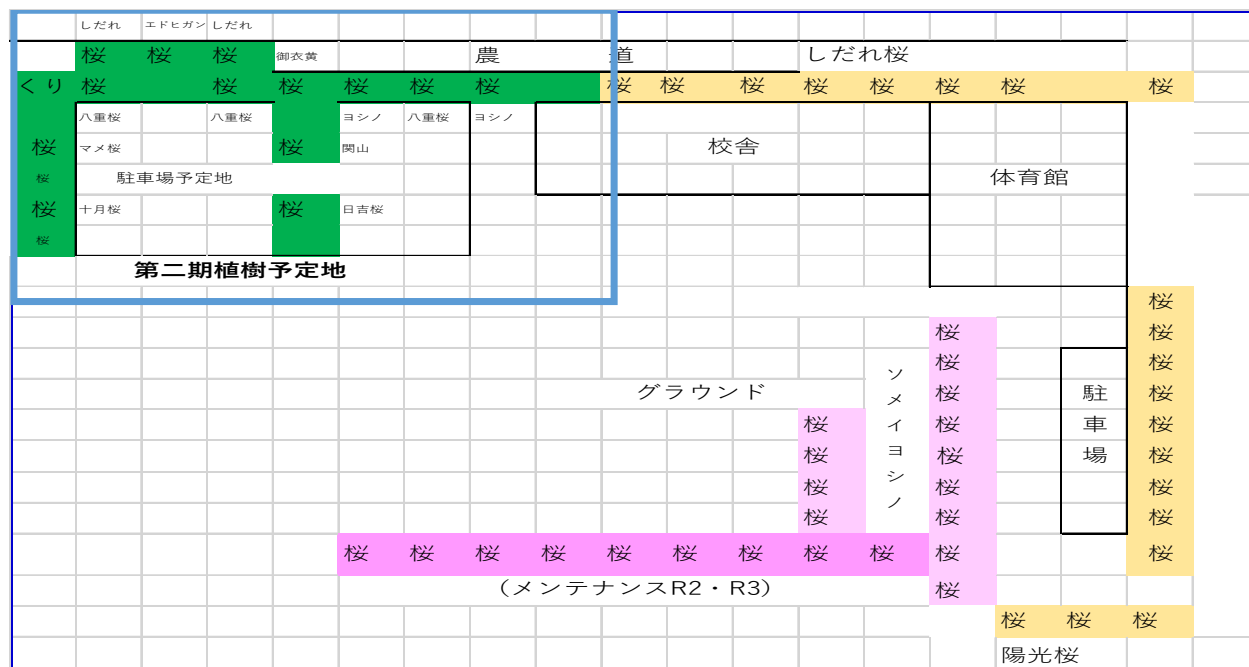 しだれ エドヒガン しだれ
桜 桜 桜 御衣黄 農 道 しだれ桜
くり 桜 桜 桜 桜 桜 桜 桜 桜 桜 桜 桜 桜 桜 桜
八重桜 八重桜 ヨシノ 八重桜 ヨシノ
桜 マメ桜 桜 関山 校舎
桜 駐車場予定地 体育館
桜 十月桜 桜 日吉桜
桜
第二期植樹予定地
桜
桜 桜
桜 桜
グラウンド 桜 駐 桜
桜 桜 車 桜
桜 桜 場 桜
桜 桜 桜
桜 桜 桜
ソメイヨシノ
桜 桜 桜 桜 桜 桜 桜 桜 桜 桜 桜
(メンテナンスR2・R3) 桜
桜 桜 桜
陽光桜